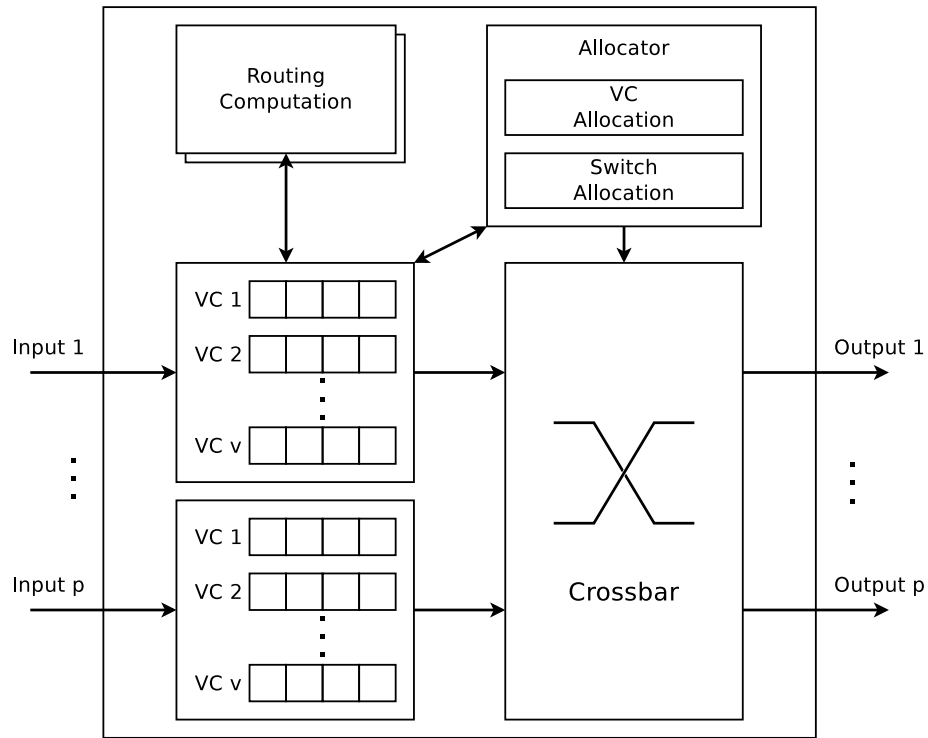 Routing
Computation
Allocator
VC
Allocation
Switch
Allocation
VC 1
VC 2
VC v
Input 1
Output 1
VC 1
VC 2
VC v
Input p
Crossbar
Output p